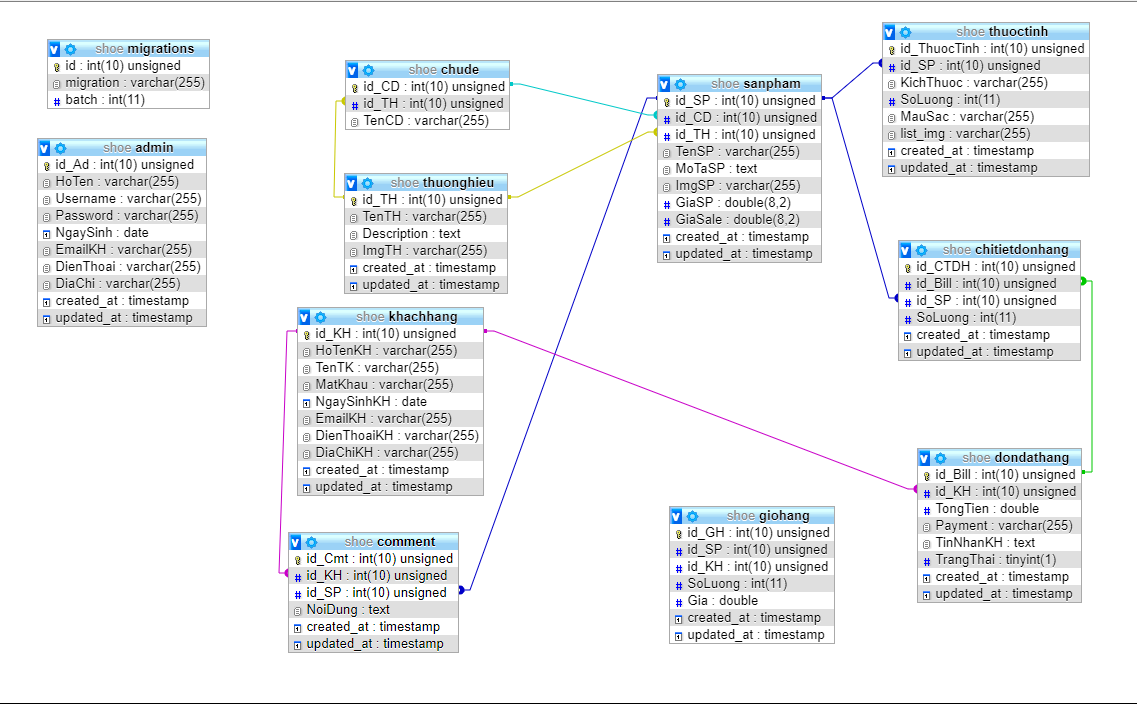 shoe migrations
id : int(10) unsigned
migration : varchar(255)
batch : int(11)
shoe admin
id_Ad : int(10) unsigned
HoTen : varchar(255)
Username : varchar(255)
Password : varchar(255)
NgaySinh : date
EmailKH : varchar(255)
DienThoai : varchar(255)
DiaChi : varchar(255)
created_at : timestamp
updated_at : timestamp
shoe chude
id_CD : int(10) unsigned
id_TH : int(10) unsigned
TenCD : varchar(255)
shoe thuonghieu
id_TH : int(10) unsigned
TenTH : varchar(255)
Description : text
ImgTH : varchar(255)
created_at : timestamp
updated_at : timestamp
shoe khachhang
id_KH : int(10) unsigned
HoTenKH : varchar(255)
TenTK : varchar(255)
MatKhau : varchar(255)
NgaySinhKH : date
EmailKH : varchar(255)
DienThoaiKH : varchar(255)
DiaChiKH : varchar(255)
created_at : timestamp
updated_at : timestamp
shoe comment
id_Cmt : int(10) unsigned
id_KH : int(10) unsigned
id_SP : int(10) unsigned
NoiDung : text
created_at : timestamp
updated_at : timestamp
shoe sanpham
id_SP : int(10) unsigned
id_CD : int(10) unsigned
id_TH : int(10) unsigned
TenSP : varchar(255)
MoTaSP : text
ImgSP : varchar(255)
GiaSP : double(8,2)
GiaSale : double(8,2)
created_at : timestamp
updated_at : timestamp
shoe giohang
id_GH : int(10) unsigned
id_SP : int(10) unsigned
id_KH : int(10) unsigned
SoLuong : int(11)
Gia : double
created_at : timestamp
updated_at : timestamp
shoe thuoctinh
id_ThuocTinh : int(10) unsigned
id_SP : int(10) unsigned
KichThuoc : varchar(255)
SoLuong : int(11)
MauSac : varchar(255)
list_img : varchar(255)
created_at : timestamp
updated_at : timestamp
shoe chitietdonhang
id_CTDH : int(10) unsigned
id_Bill : int(10) unsigned
id_SP : int(10) unsigned
SoLuong : int(11)
created_at : timestamp
updated_at : timestamp
shoe dondathang
id_Bill : int(10) unsigned
id_KH : int(10) unsigned
TongTien : double
Payment : varchar(255)
TinNhanKH : text
TrangThai : tinyint(1)
created_at : timestamp
updated_at : timestamp